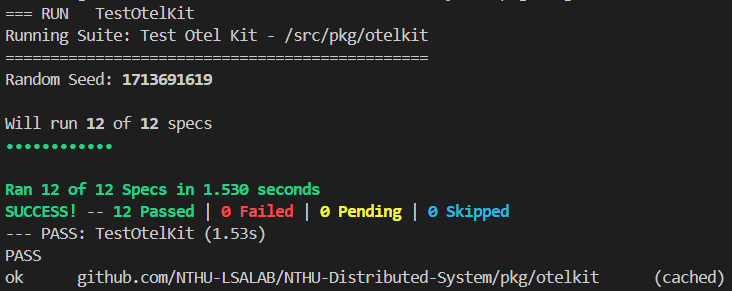 === RUN   TestOtelKit
Running Suite: Test Otel Kit - /src/pkg/otelkit
===============================================
Random Seed: 1713691619
Will run 12 of 12 specs
••••••••••••
Ran 12 of 12 Specs in 1.530 seconds
SUCCESS! -- 12 Passed | 0 Failed | 0 Pending | 0 Skipped
--- PASS: TestOtelKit (1.53s)
PASS
ok      github.com/NTHU-LSALAB/NTHU-Distributed-System/pkg/otelkit      (cached)